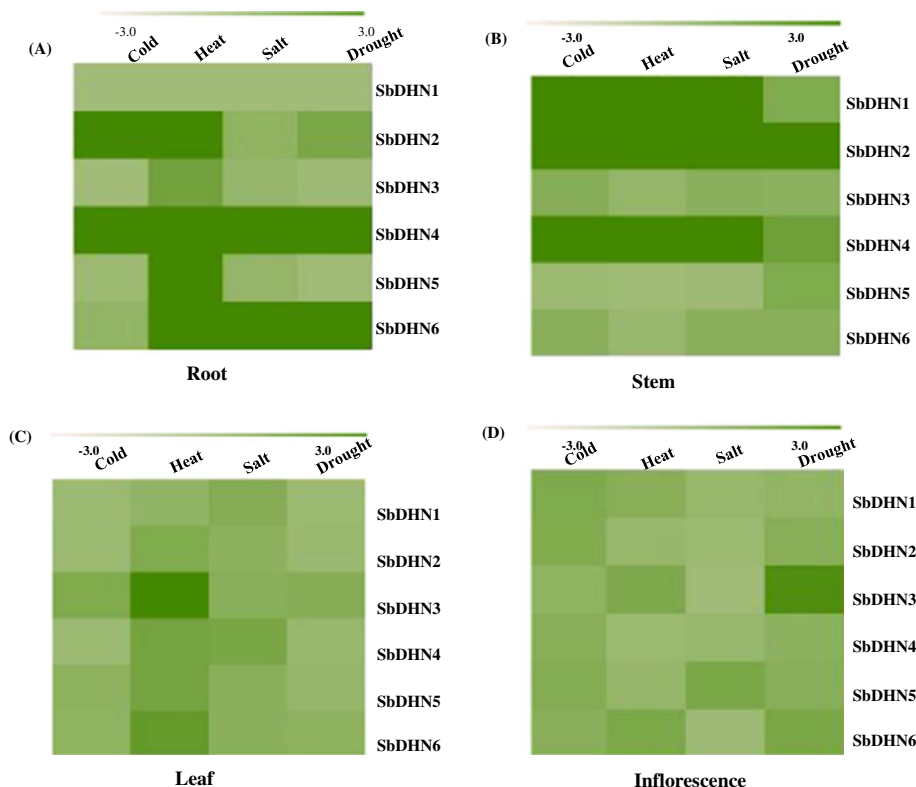 (A)
-3.0 3.0
Cold Heat Salt Drought
SbDHN1
SbDHN2
SbDHN3
SbDHN4
SbDHN5
SbDHN6
Root
(B)
-3.0 3.0
Cold Heat Salt Drought
SbDHN1
SbDHN2
SbDHN3
SbDHN4
SbDHN5
SbDHN6
Stem
(C)
-3.0 3.0
Cold Heat Salt Drought
SbDHN1
SbDHN2
SbDHN3
SbDHN4
SbDHN5
SbDHN6
Leaf
(D)
-3.0 3.0
Cold Heat Salt Drought
SbDHN1
SbDHN2
SbDHN3
SbDHN4
SbDHN5
SbDHN6
Inflorescence